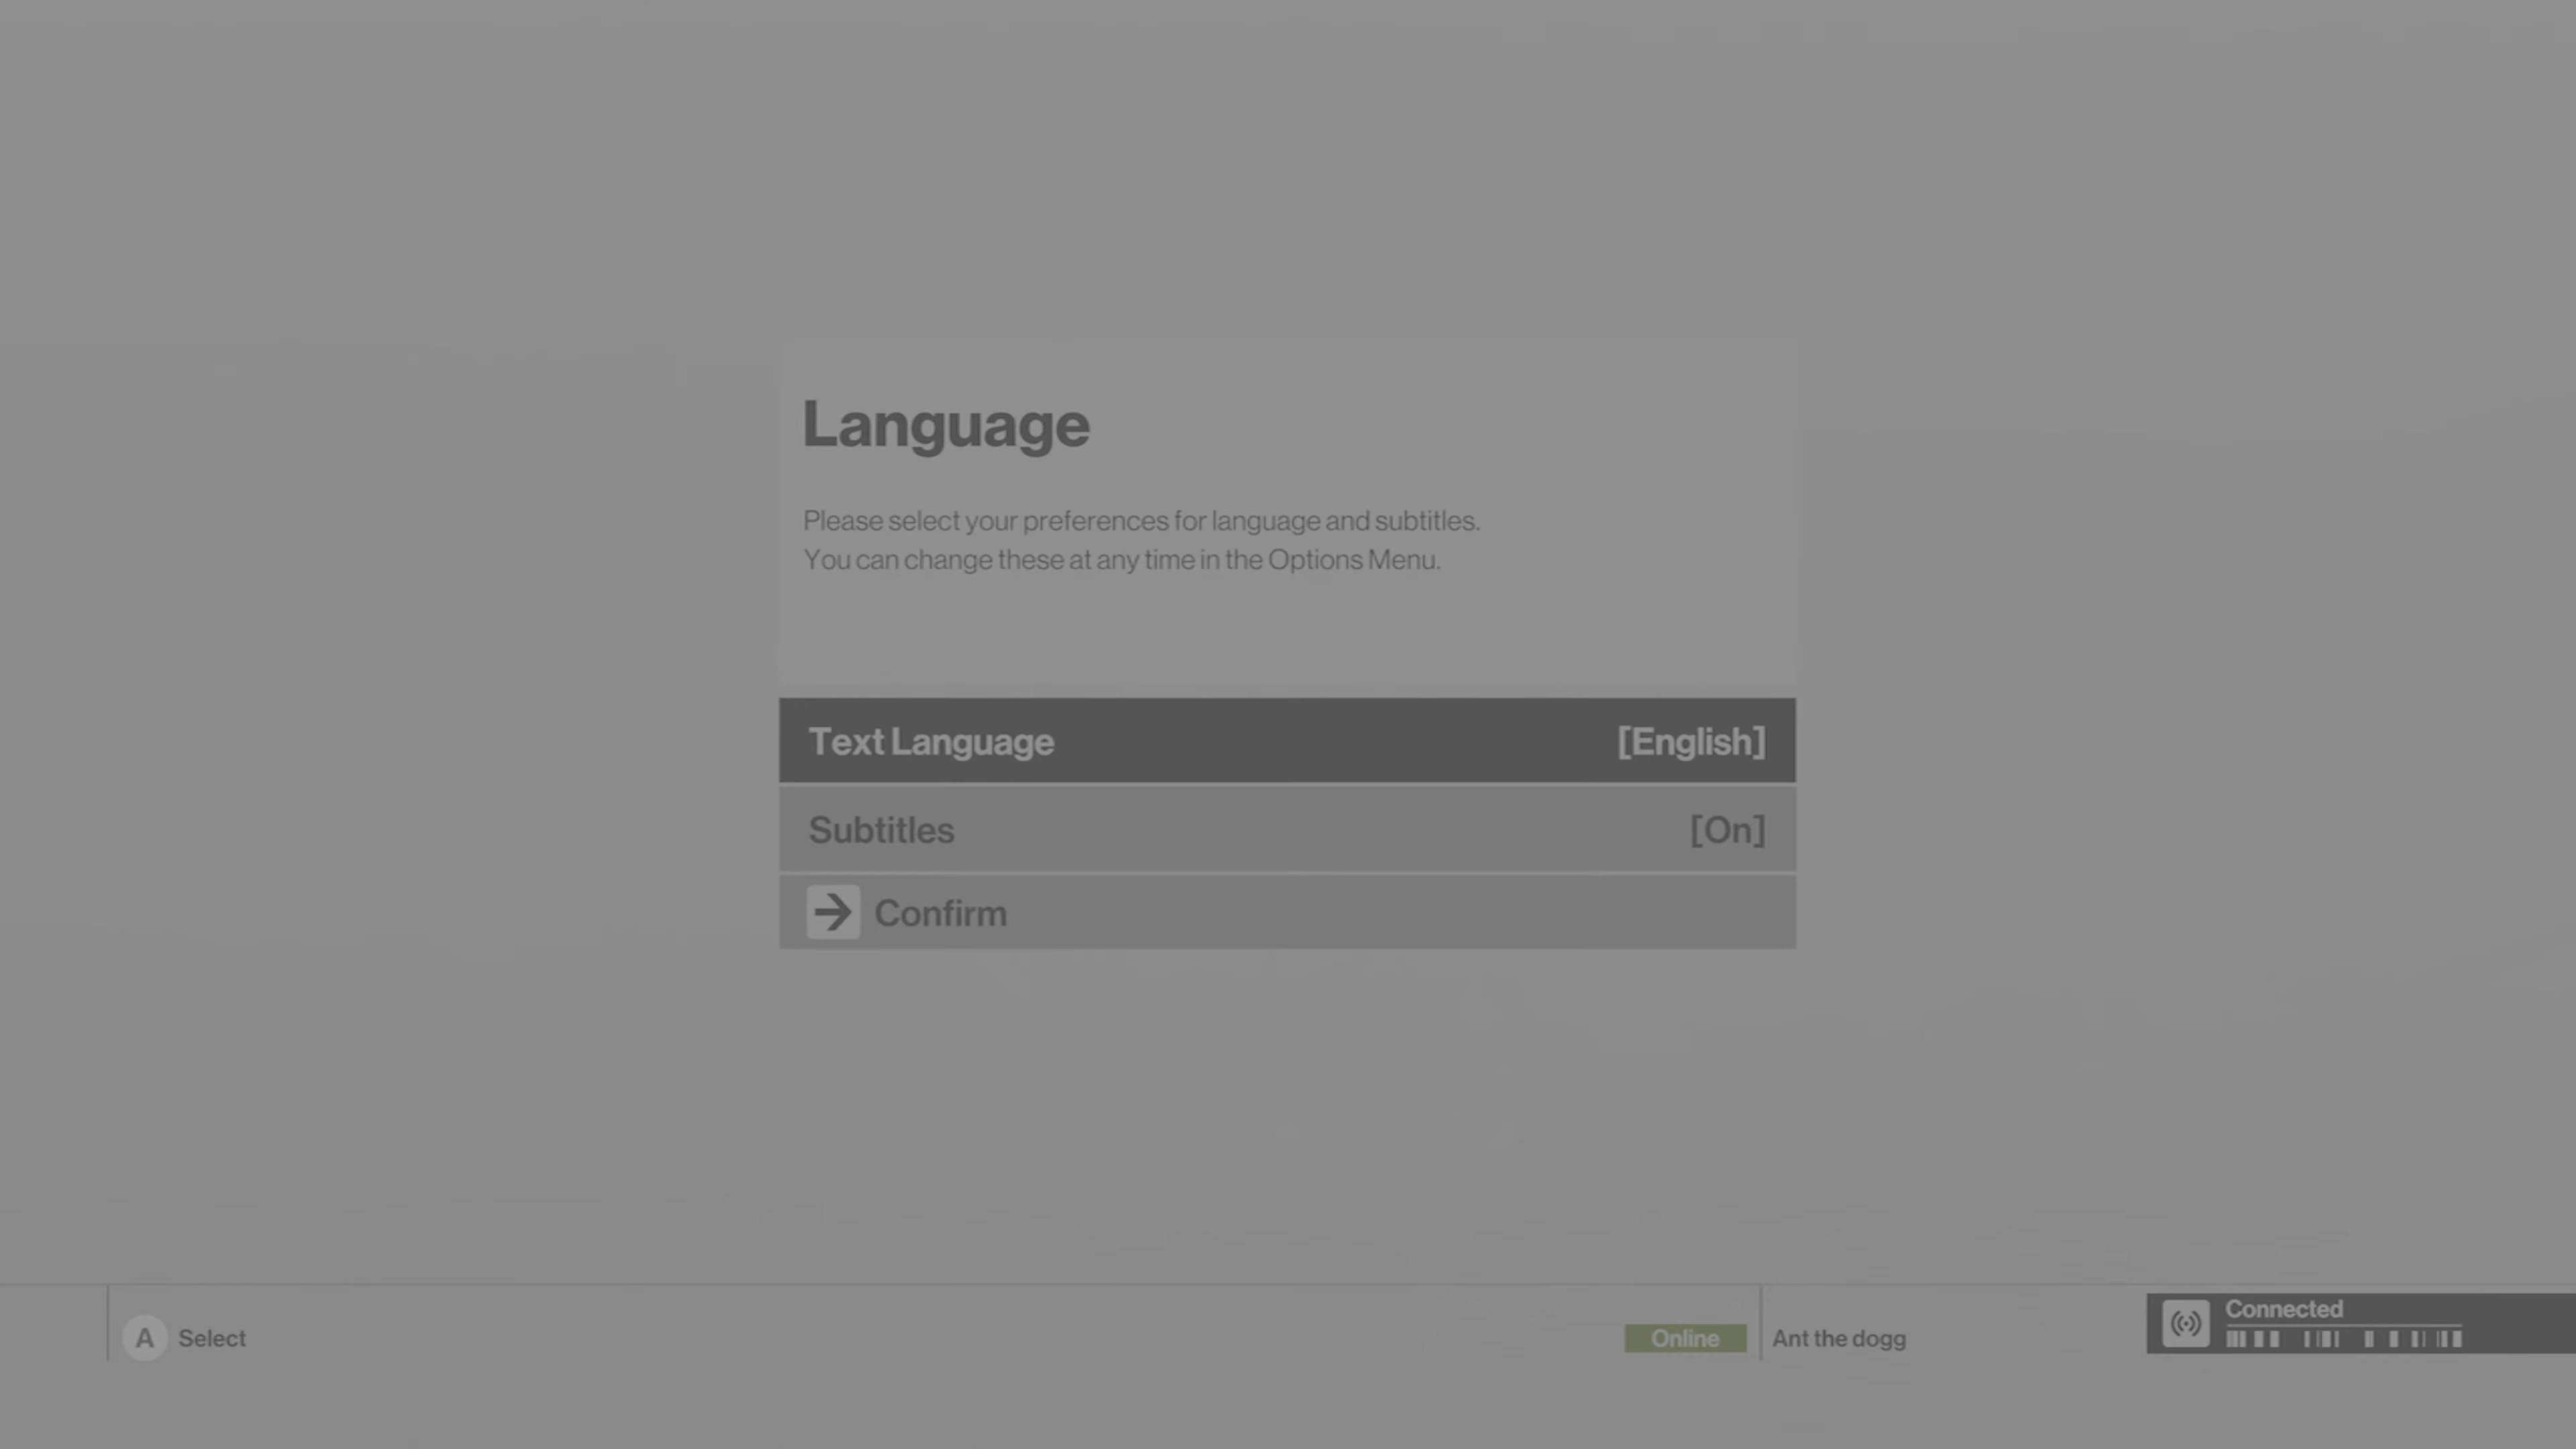 Language
Please select your preferences for language and subtitles.
You can change these at any time in the Options Menu.
Text Language [English]
Subtitles [On]
Confirm
Connected
A Select
Online
Ant the dogg